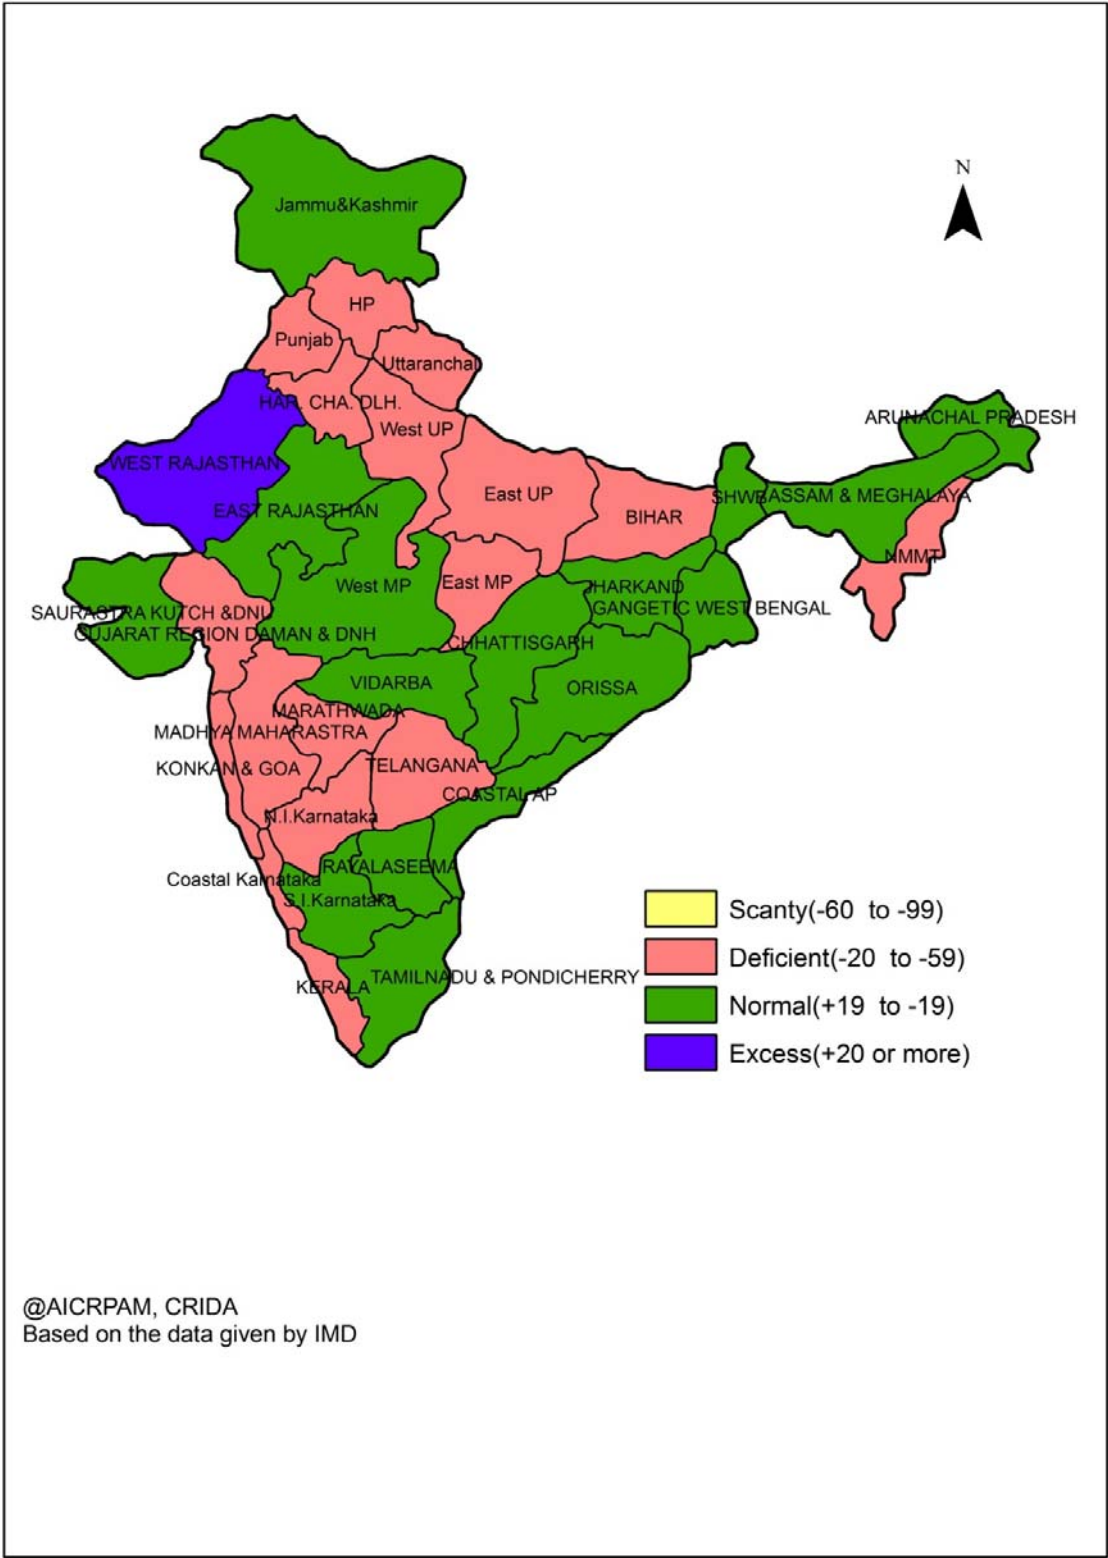 N
Jammu&Kashmir
HP
Punjab
Uttaranchal
HAR. CHA. DLH.
West UP
ARUNACHAL PRADESH
WEST RAJASTHAN
East UP
SHWB
ASSAM & MEGHALAYA
EAST RAJASTHAN
BIHAR
NMMT
West MP
East MP
JHARKAND
SAURASTRA KUTCH &DNU
GANGETIC WEST BENGAL
GUJARAT REGION DAMAN & DNH
CHHATTISGARH
VIDARBA
ORISSA
MARATHWADA
MADHYA MAHARASTRA
KONKAN & GOA
TELANGANA
COASTAL AP
N.I.Karnataka
RAYALASEEMA
Coastal Karnataka
S.I.Karnataka
TAMILNADU & PONDICHERRY
KERALA
Scanty(-60 to -99)
Deficient(-20 to -59)
Normal(+19 to -19)
Excess(+20 or more)
@AICRPAM, CRIDA
Based on the data given by IMD